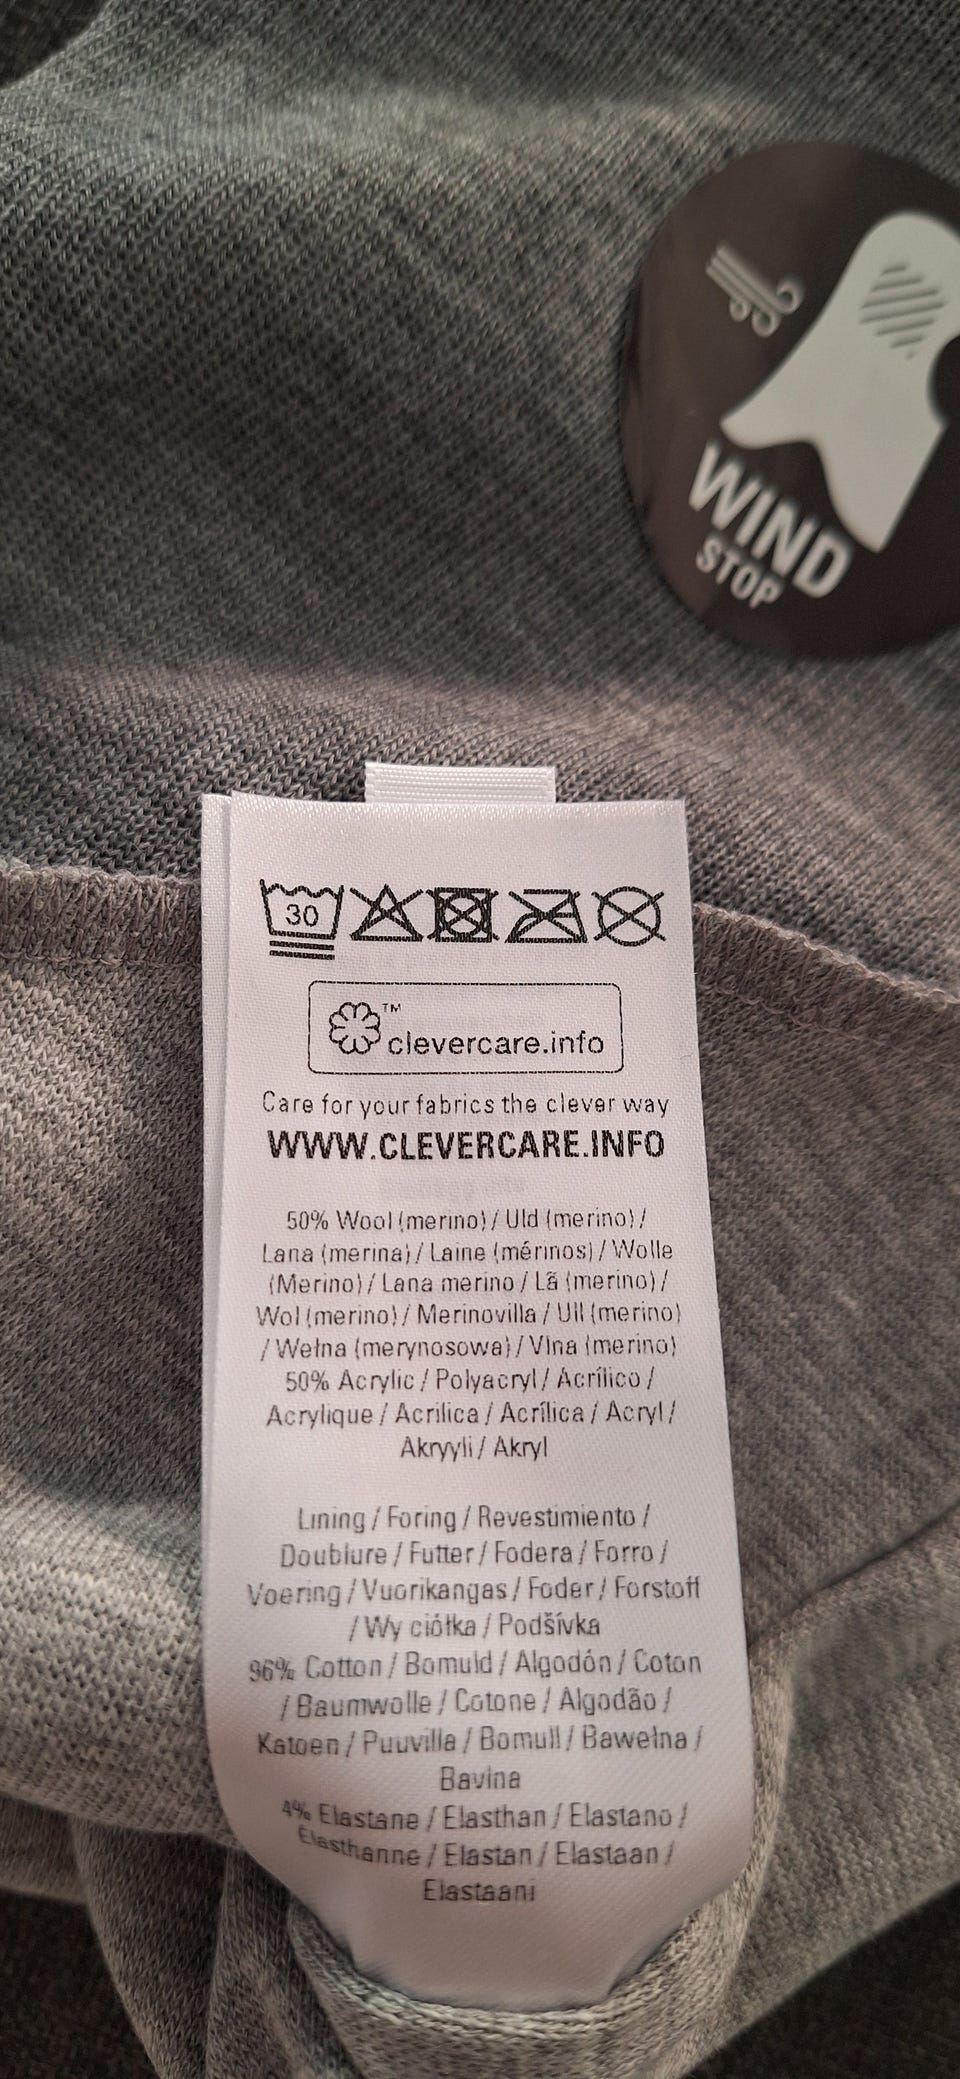 WIND
STOP
30
™
clevercare.info
Care for your fabrics the clever way
WWW.CLEVERCARE.INFO
50% Wool (merino) / Uld (merino) /
Lana (merina) / Laine (mérinos) / Wolle
(Merino) / Lana merino / Lã (merino) /
Wol (merino) / Merinovilla / Ull (merino)
/ Wełna (merynosowa) / Vlna (merino)
50% Acrylic / Polyacryl / Acrílico /
Acrylique / Acrilica / Acrílica / Acryl /
Akryyli / Akryl
Lining / Foring / Revestimiento /
Doublure / Futter / Fodera / Forro /
Voering / Vuorikangas / Foder / Forstoff
/ Wy ciółka / Podšívka
96% Cotton / Bomuld / Algodón / Coton
/ Baumwolle / Cotone / Algodão /
Katoen / Puuvilla / Bomull / Bawełna /
Bavlna
4% Elastane / Elasthan / Elastano /
Elasthanne / Elastan / Elastaan /
Elastaani